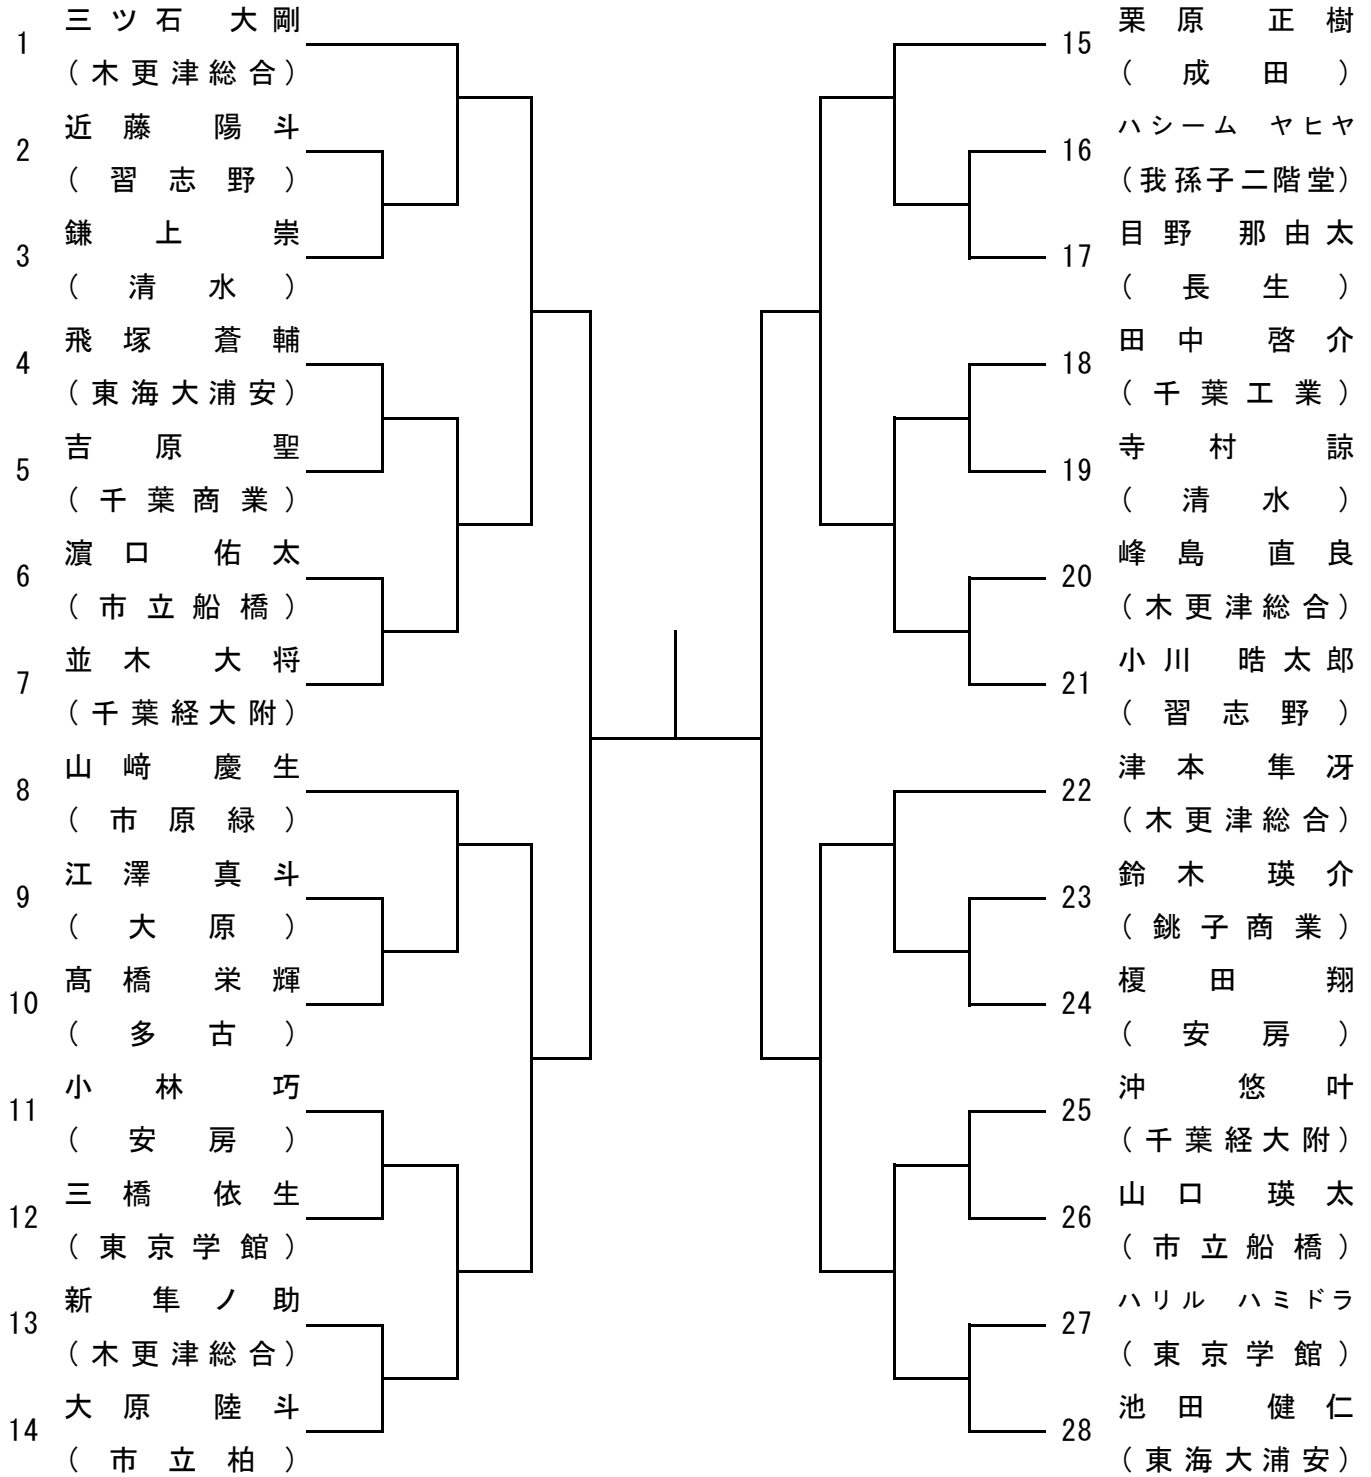 1 三ツ石 大剛
(木更津総合)
2 近藤 陽斗
(習志野)
3 鎌上 崇
(清水)
4 飛塚 蒼輔
(東海大浦安)
5 吉原 聖
(千葉商業)
6 濵口 佑太
(市立船橋)
7 並木 大将
(千葉経大附)
8 山﨑 慶生
(市原緑)
9 江澤 真斗
(大原)
10 髙橋 栄輝
(多古)
11 小林 巧
(安房)
12 三橋 依生
(東京学館)
13 新 隼ノ助
(木更津総合)
14 大原 陸斗
(市立柏)
15 栗原 正樹
(成田)
16 ハシーム ヤヒヤ
(我孫子二階堂)
17 目野 那由太
(長生)
18 田中 啓介
(千葉工業)
19 寺村 諒
(清水)
20 峰島 直良
(木更津総合)
21 小川 晧太郎
(習志野)
22 津本 隼冴
(木更津総合)
23 鈴木 瑛介
(銚子商業)
24 榎田 翔
(安房)
25 沖 悠叶
(千葉経大附)
26 山口 瑛太
(市立船橋)
27 ハリル ハミドラ
(東京学館)
28 池田 健仁
(東海大浦安)